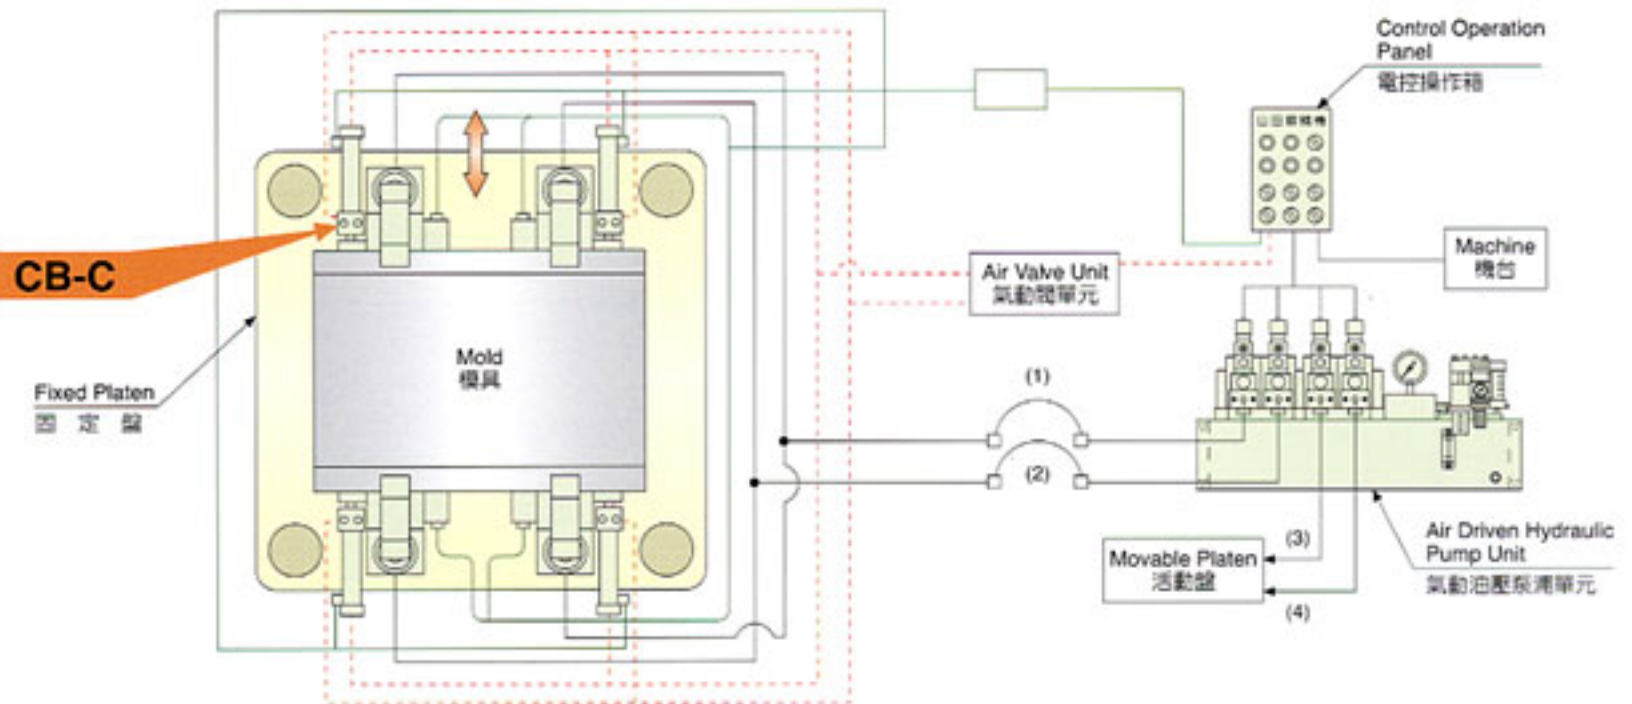 Control Operation
Panel
電控操作箱
CB-C
Air Valve Unit
氣動閥單元
Machine
機台
Mold
模具
Fixed Platen
固定盤
(1)
(2)
(3)
(4)
Movable Platen
活動盤
Air Driven Hydraulic
Pump Unit
氣動油壓泵浦單元